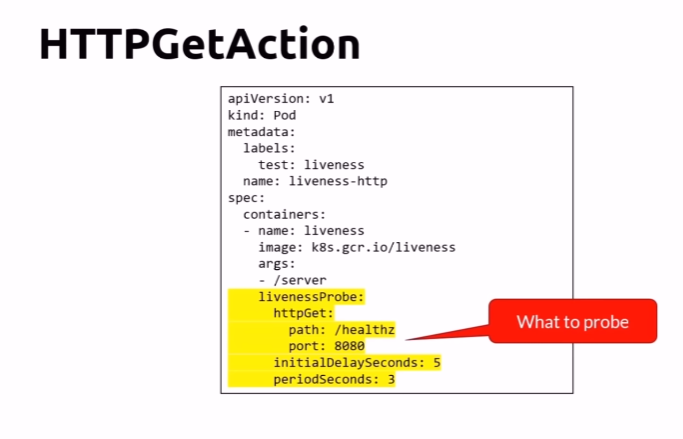 HTTPGetAction
apiVersion: v1
kind: Pod
metadata:
  labels:
    test: liveness
  name: liveness-http
spec:
  containers:
  - name: liveness
    image: k8s.gcr.io/liveness
    args:
    - /server
    livenessProbe:
      httpGet:
        path: /healthz
        port: 8080
      initialDelaySeconds: 5
      periodSeconds: 3
What to probe